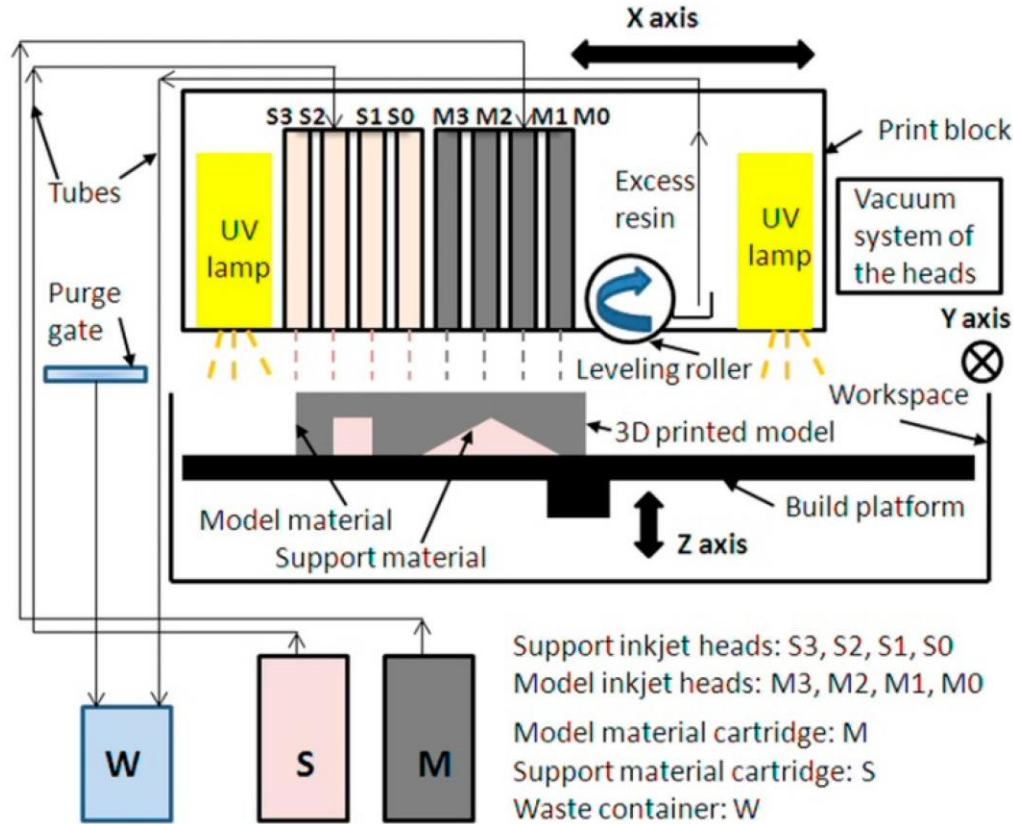 X axis
S3 S2 S1 S0 M3 M2 M1 M0
Print block
Tubes
Excess
resin
UV
lamp
UV
lamp
Vacuum
system of
the heads
Purge
gate
Y axis
Leveling roller
Workspace
3D printed model
Model material
Support material
Build platform
Z axis
Support inkjet heads: S3, S2, S1, S0
Model inkjet heads: M3, M2, M1, M0
Model material cartridge: M
Support material cartridge: S
Waste container: W
W
S
M